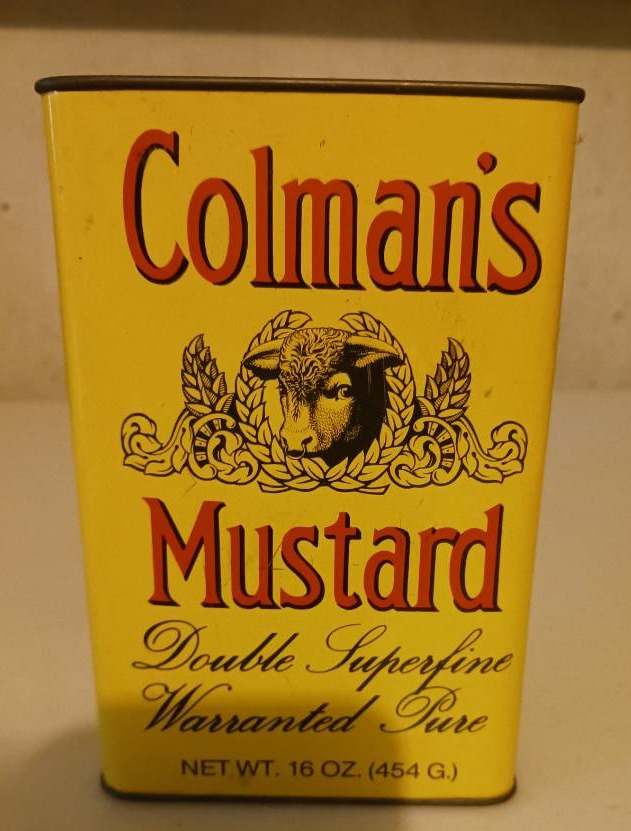 Colman's
Mustard
Double Superfine
Warranted Pure
NET WT. 16 OZ. (454 G.)